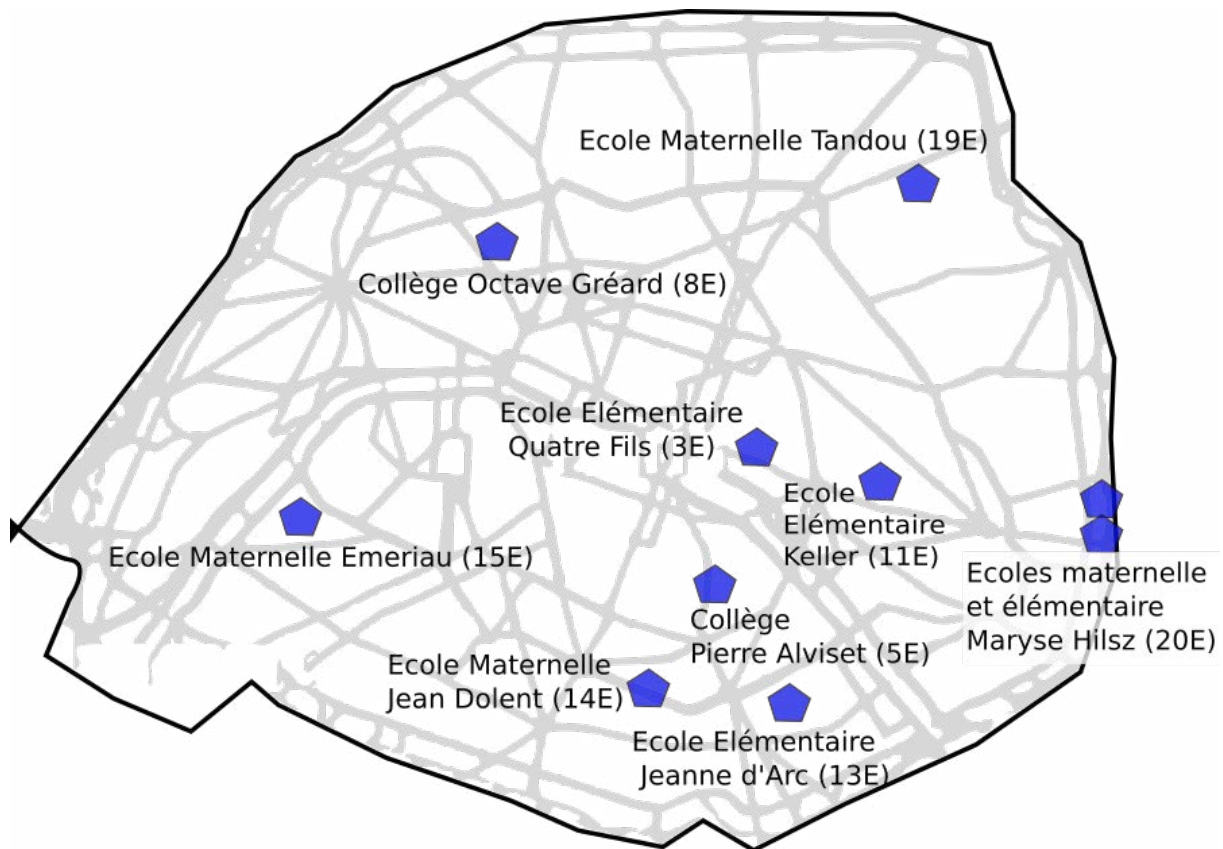 Ecole Maternelle Tandou (19E)
Collège Octave Gréard (8E)
Ecole Elémentaire
Quatre Fils (3E)
Ecole
Elémentaire
Keller (11E)
Ecole Maternelle Emeriau (15E)
Ecoles maternelle
et élémentaire
Maryse Hilsz (20E)
Collège
Pierre Alviset (5E)
Ecole Maternelle
Jean Dolent (14E)
Ecole Elémentaire
Jeanne d'Arc (13E)